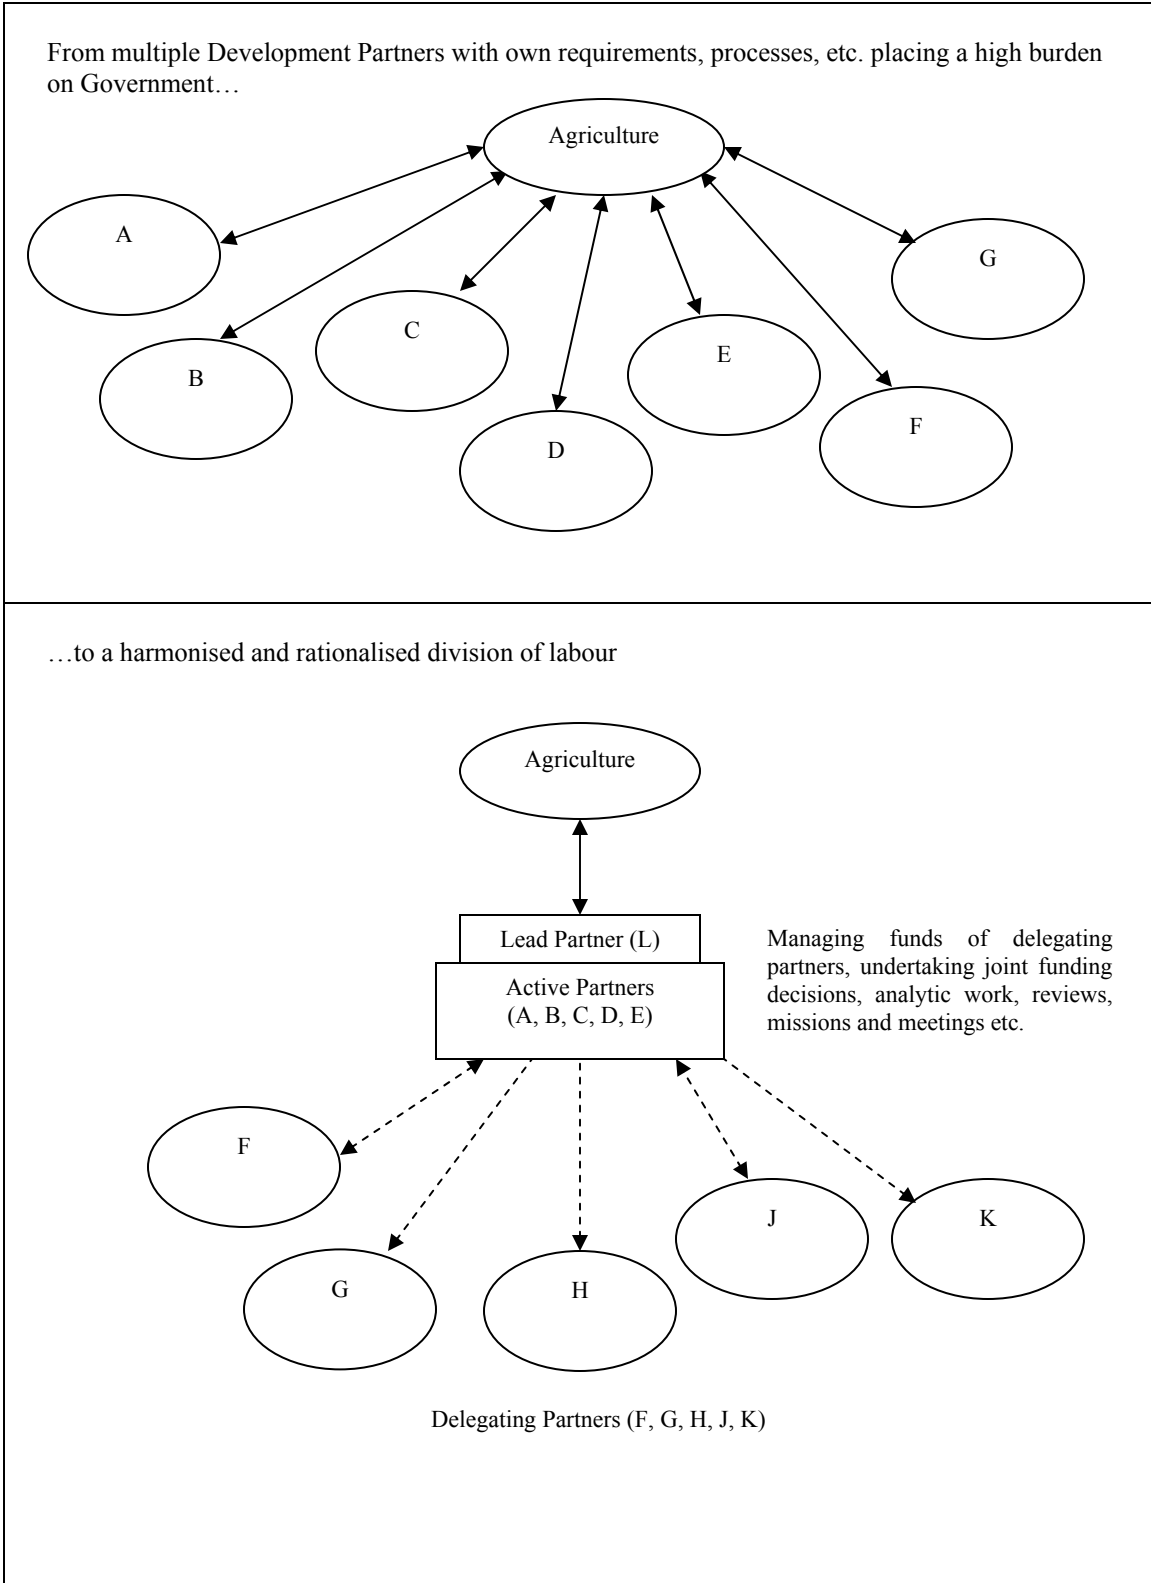 From multiple Development Partners with own requirements, processes, etc. placing a high burden
on Government…
Agriculture
A
G
C
E
B
F
D
…to a harmonised and rationalised division of labour
Agriculture
Lead Partner (L)
Active Partners
(A, B, C, D, E)
Managing funds of delegating
partners, undertaking joint funding
decisions, analytic work, reviews,
missions and meetings etc.
F
J
K
G
H
Delegating Partners (F, G, H, J, K)